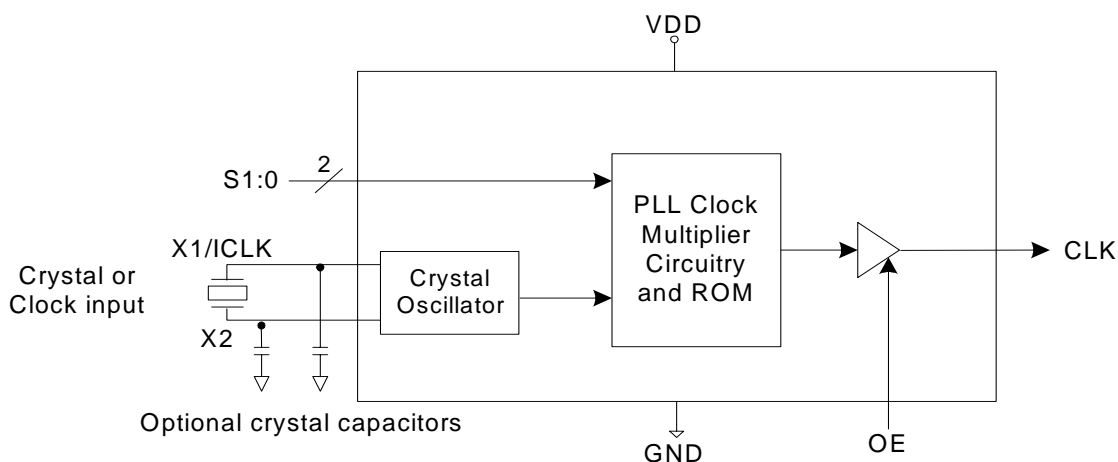 VDD
2
S1:0
PLL Clock
Multiplier
Circuitry
and ROM
X1/ICLK
CLK
Crystal or
Clock input
Crystal
Oscillator
X2
Optional crystal capacitors
GND
OE